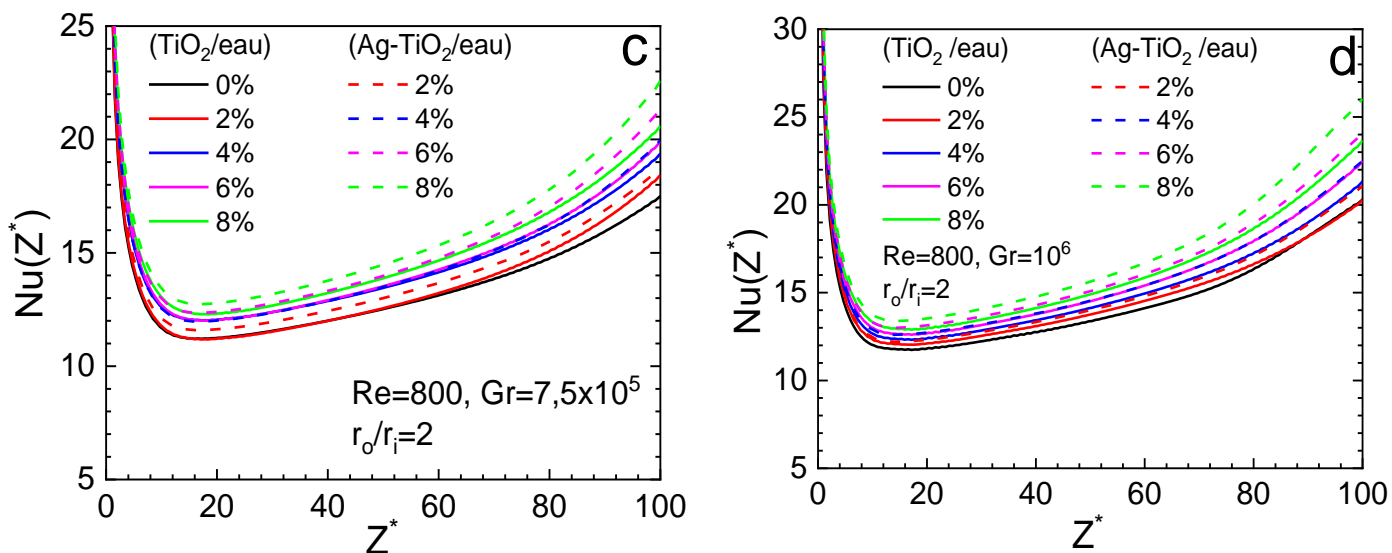 c
(TiO2 /eau) (Ag-TiO2/eau)
0% 2%
2% 4%
4% 6%
6% 8%
8%
Re=800, Gr=7,5x10^5
ro/ri=2
Nu(Z*)
25
20
15
10
5
0 20 40 60 80 100
Z*
d
(TiO2 /eau) (Ag-TiO2 /eau)
0% 2%
2% 4%
4% 6%
6% 8%
8%
Re=800, Gr=10^6
ro/ri=2
Nu(Z*)
30
25
20
15
10
5
0 20 40 60 80 100
Z*